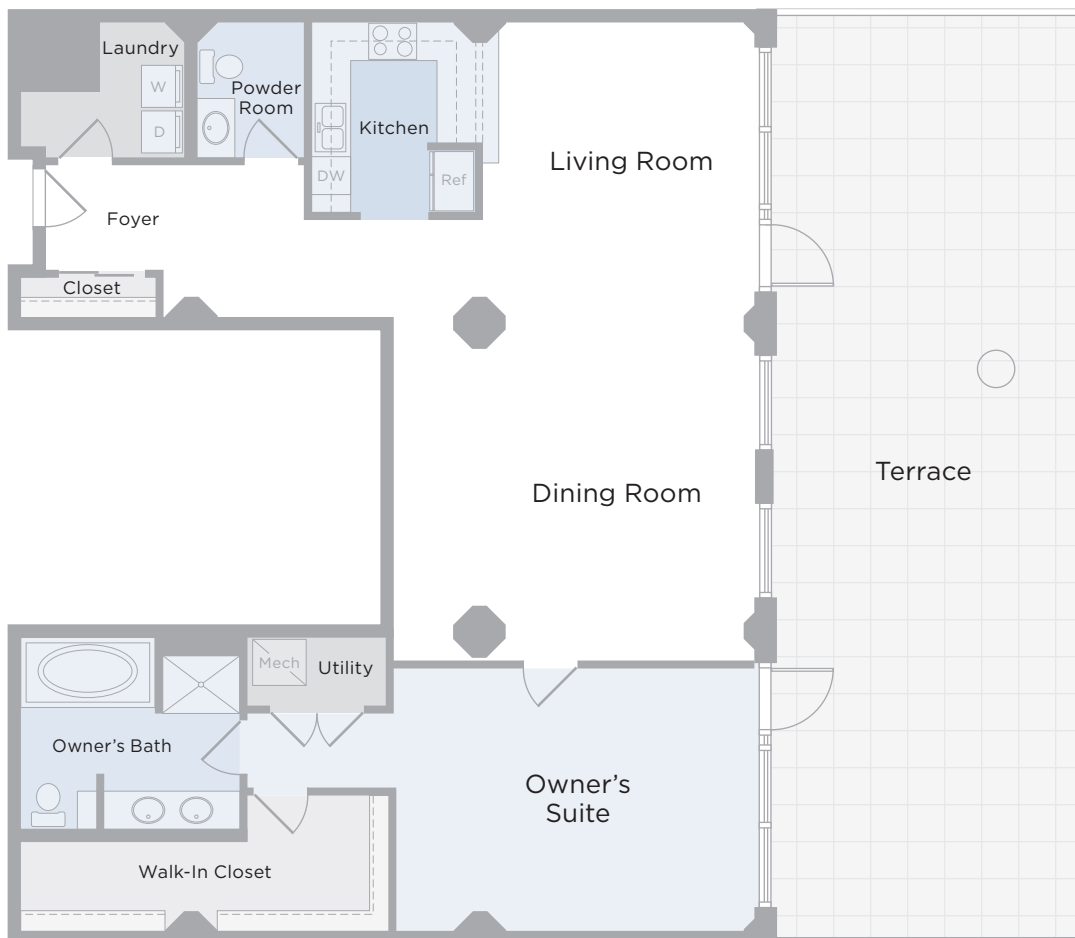 Laundry
W
D
Powder
Room
Kitchen
DW
Ref
Living Room
Foyer
Closet
Dining Room
Terrace
Mech
Utility
Owner's Bath
Owner's
Suite
Walk-In Closet